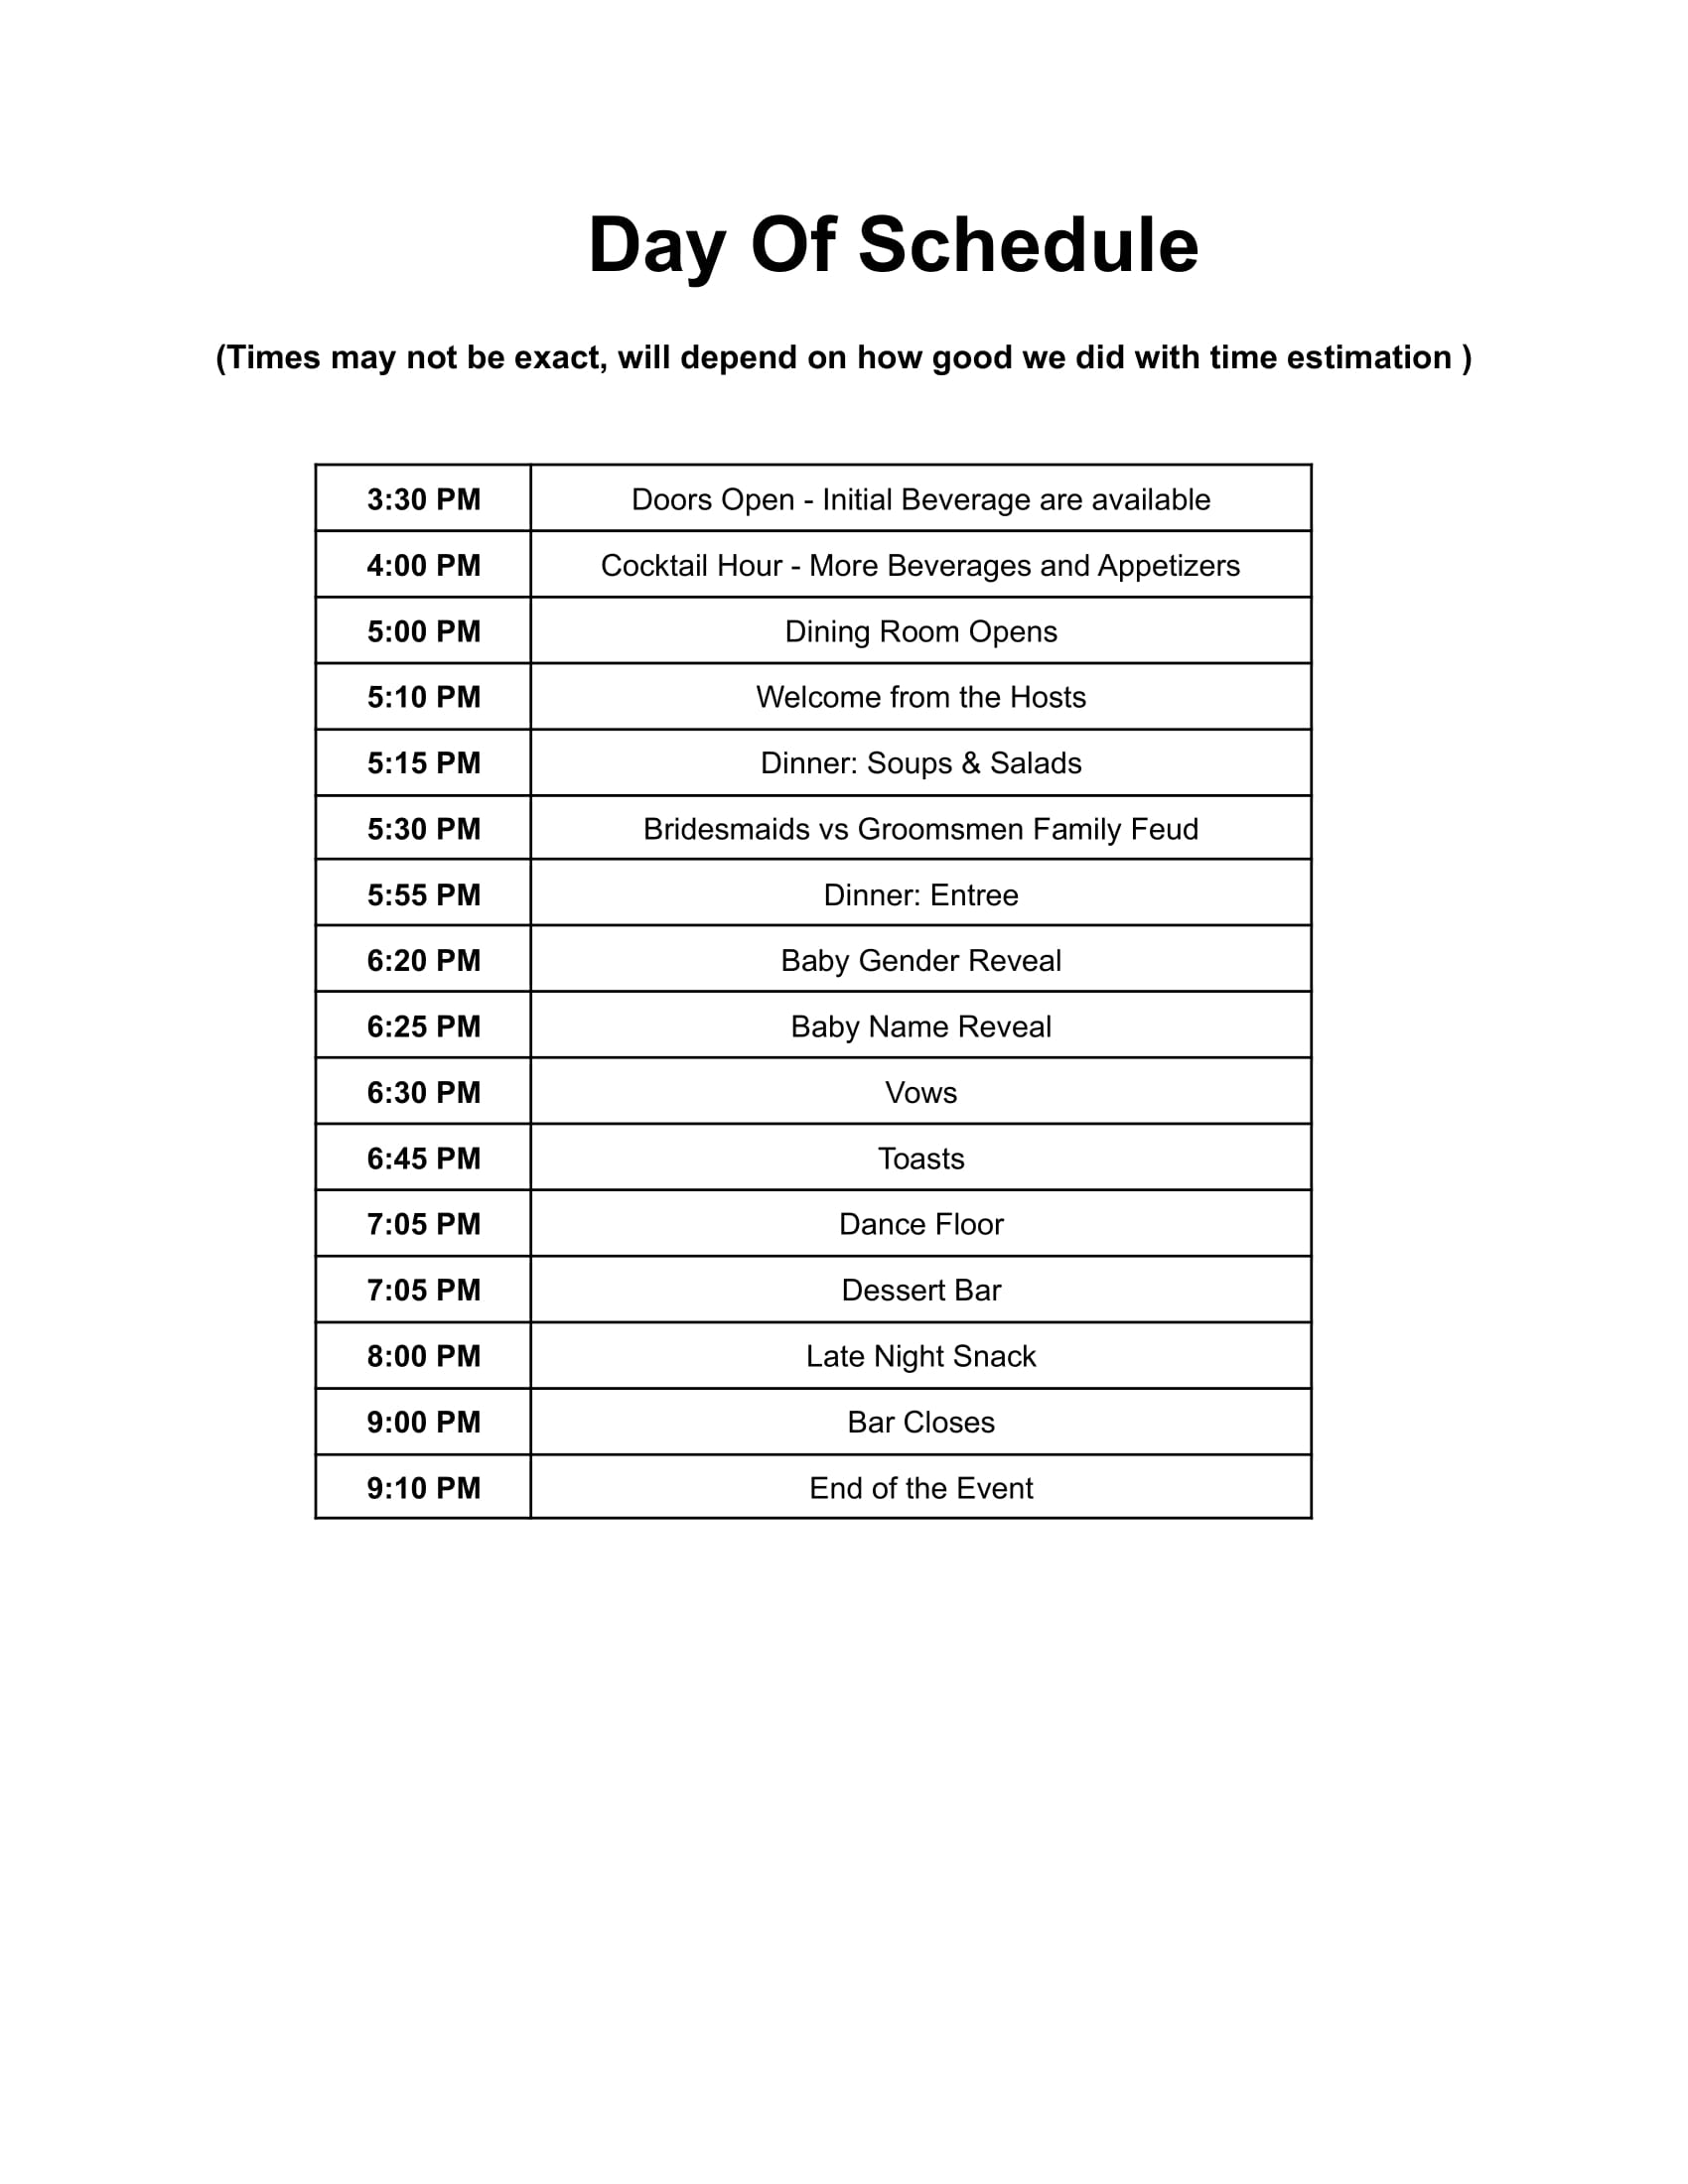 Day Of Schedule
(Times may not be exact, will depend on how good we did with time estimation )
3:30 PM Doors Open - Initial Beverage are available
4:00 PM Cocktail Hour - More Beverages and Appetizers
5:00 PM Dining Room Opens
5:10 PM Welcome from the Hosts
5:15 PM Dinner: Soups & Salads
5:30 PM Bridesmaids vs Groomsmen Family Feud
5:55 PM Dinner: Entree
6:20 PM Baby Gender Reveal
6:25 PM Baby Name Reveal
6:30 PM Vows
6:45 PM Toasts
7:05 PM Dance Floor
7:05 PM Dessert Bar
8:00 PM Late Night Snack
9:00 PM Bar Closes
9:10 PM End of the Event